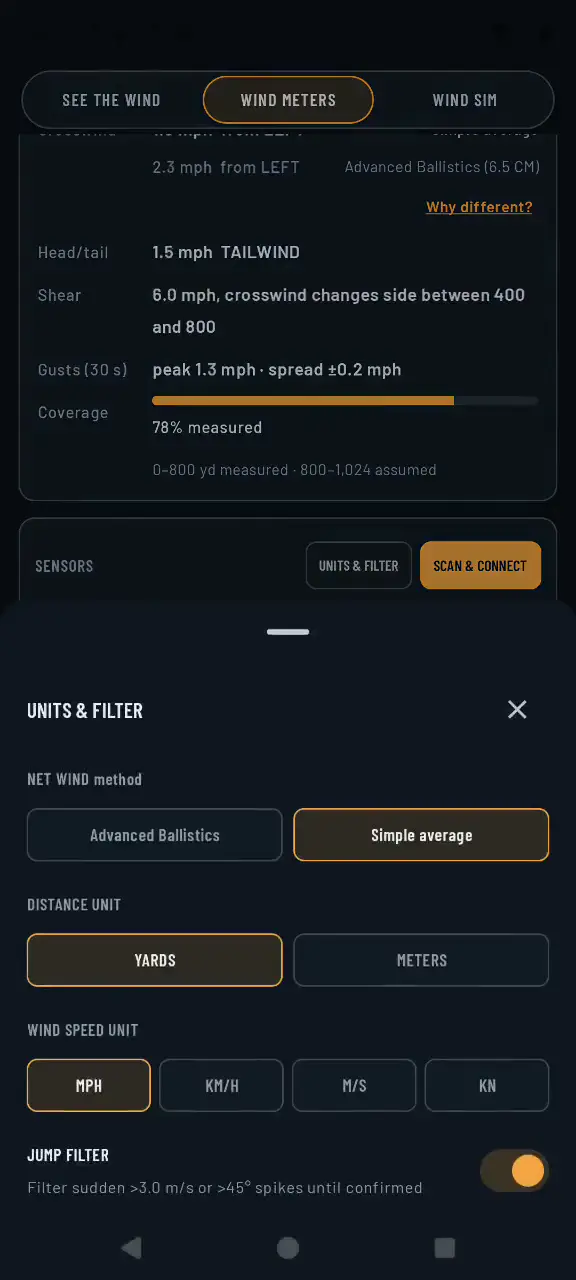 SEE THE WIND
WIND METERS
WIND SIM
2.3 mph from LEFT
Advanced Ballistics (6.5 CM)
Why different?
Head/tail
1.5 mph TAILWIND
Shear
6.0 mph, crosswind changes side between 400
and 800
Gusts (30 s)
peak 1.3 mph · spread ±0.2 mph
Coverage
78% measured
0–800 yd measured · 800–1,024 assumed
SENSORS
UNITS & FILTER
SCAN & CONNECT
UNITS & FILTER
NET WIND method
Advanced Ballistics
Simple average
DISTANCE UNIT
YARDS
METERS
WIND SPEED UNIT
MPH
KM/H
M/S
KN
JUMP FILTER
Filter sudden >3.0 m/s or >45° spikes until confirmed